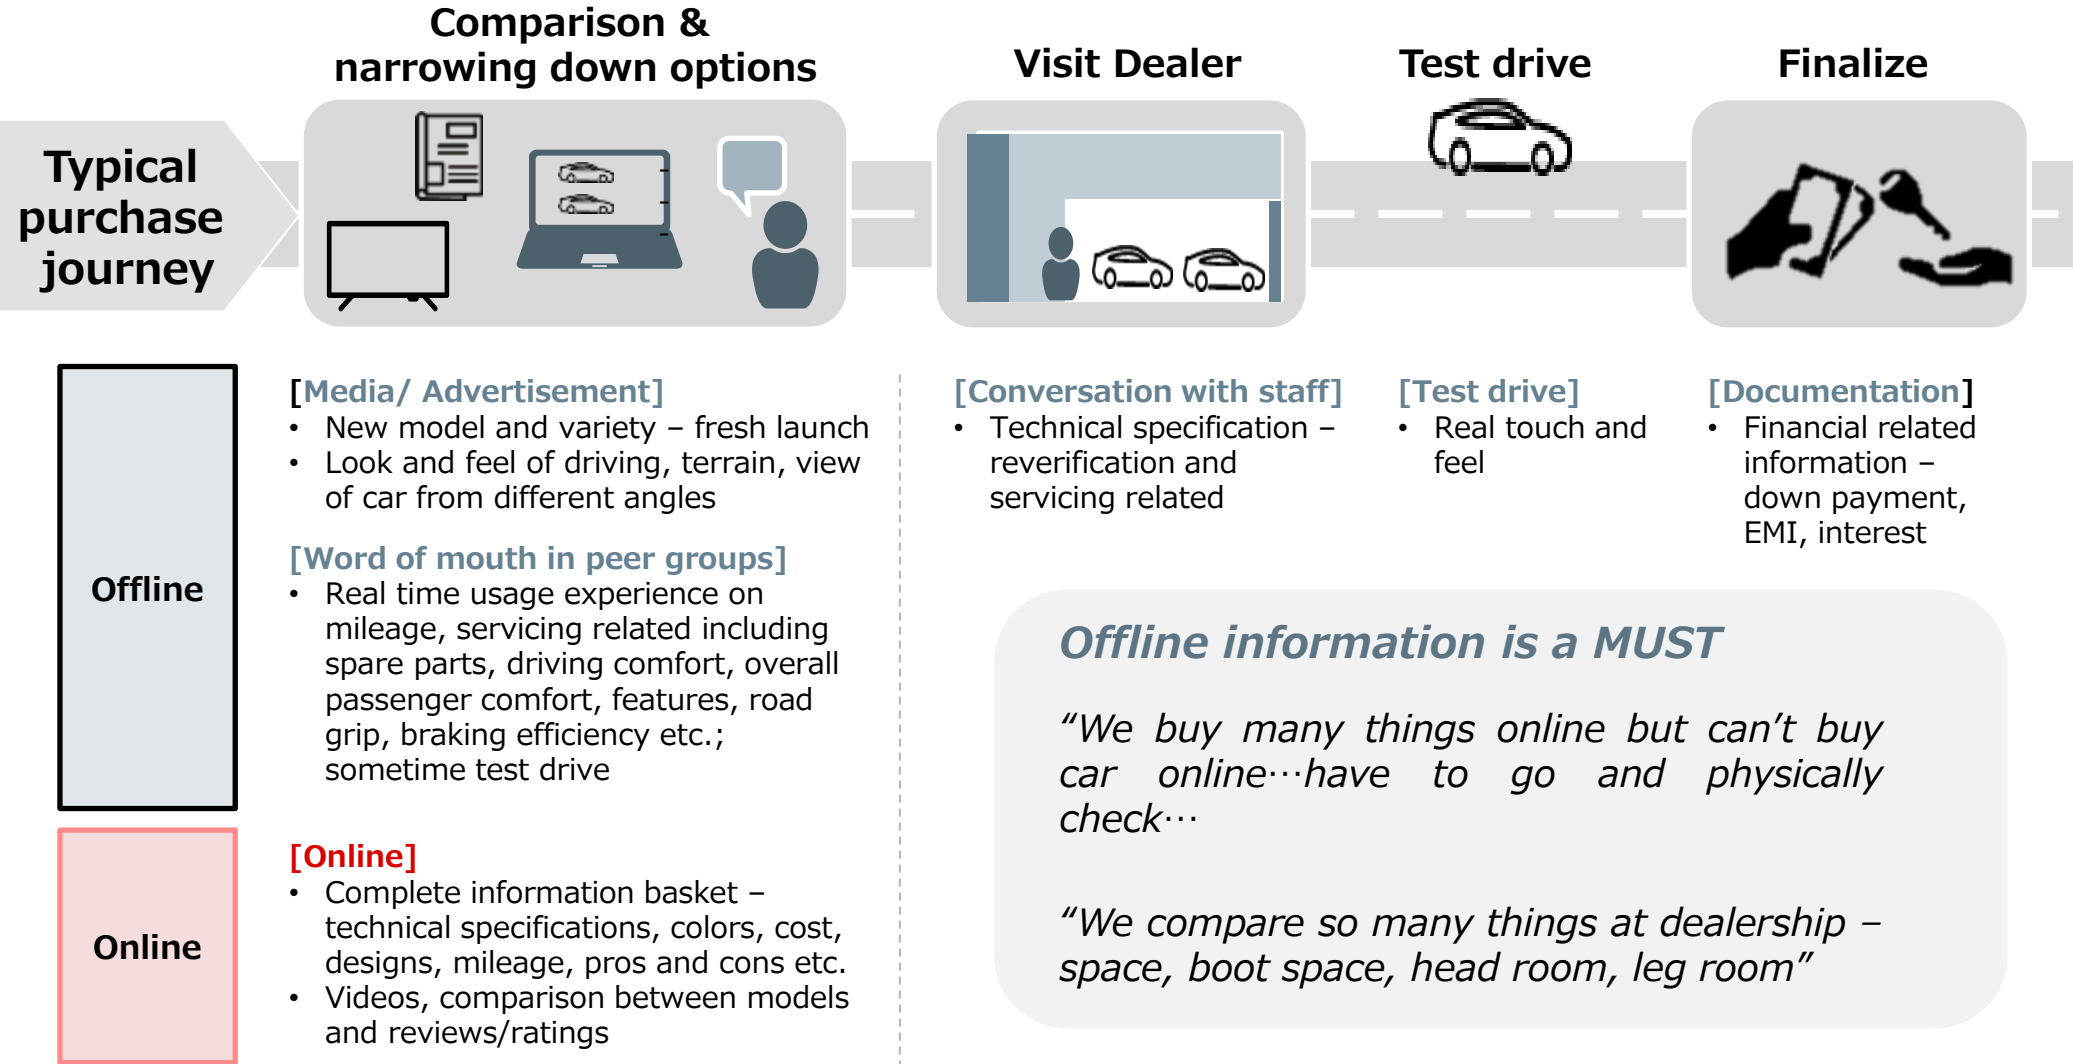 Comparison &
narrowing down options
Visit Dealer
Test drive
Finalize
Typical
purchase
journey
Offline
[Media/ Advertisement]
• New model and variety – fresh launch
• Look and feel of driving, terrain, view
of car from different angles
[Word of mouth in peer groups]
• Real time usage experience on
mileage, servicing related including
spare parts, driving comfort, overall
passenger comfort, features, road
grip, braking efficiency etc.;
sometime test drive
[Conversation with staff]
• Technical specification –
reverification and
servicing related
[Test drive]
• Real touch and
feel
[Documentation]
• Financial related
information –
down payment,
EMI, interest
Online
[Online]
• Complete information basket –
technical specifications, colors, cost,
designs, mileage, pros and cons etc.
• Videos, comparison between models
and reviews/ratings
Offline information is a MUST
“We buy many things online but can’t buy
car online⋯have to go and physically
check⋯
“We compare so many things at dealership –
space, boot space, head room, leg room”